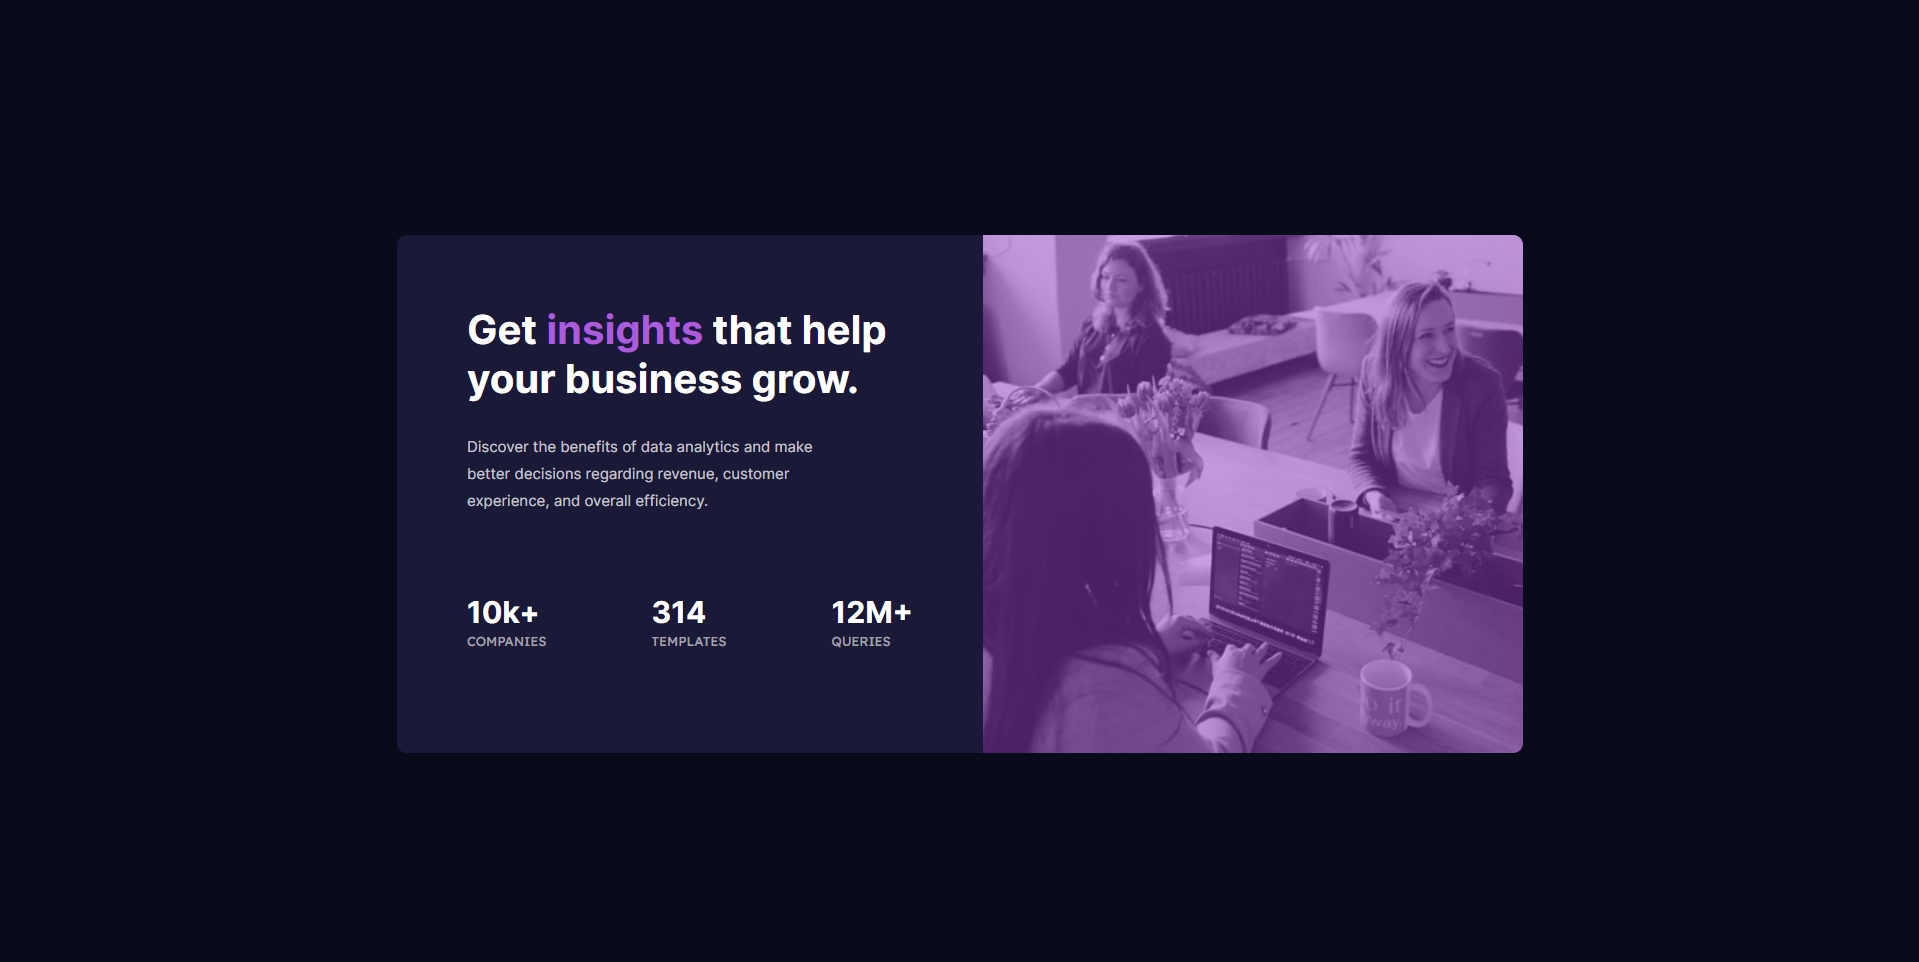 Get insights that help
your business grow.
Discover the benefits of data analytics and make
better decisions regarding revenue, customer
experience, and overall efficiency.
10k+ 314 12M+
COMPANIES TEMPLATES QUERIES